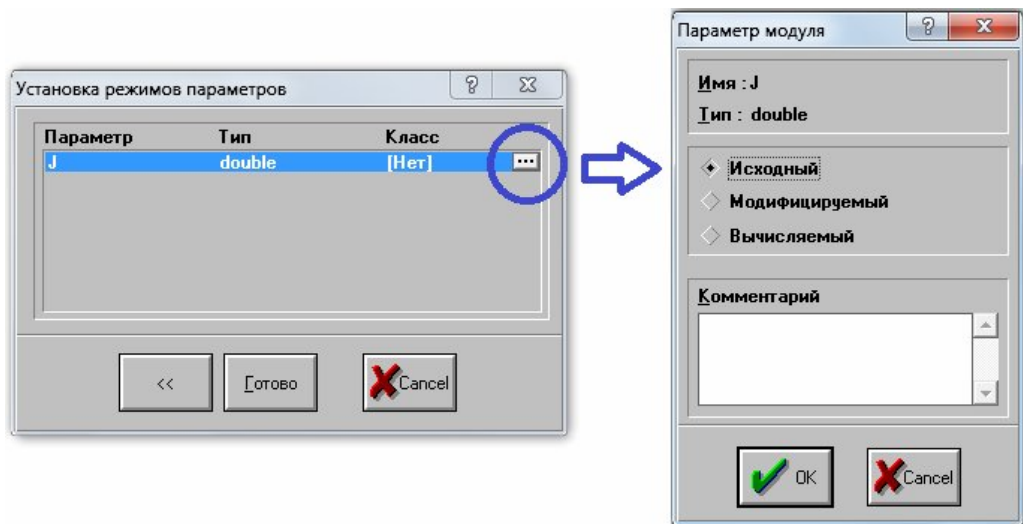 Установка режимов параметров
Параметр Тип Класс
J double [Нет] ...
<< Готово Cancel
Параметр модуля
Имя : J
Тип : double
Исходный
Модифицируемый
Вычисляемый
Комментарий
OK Cancel